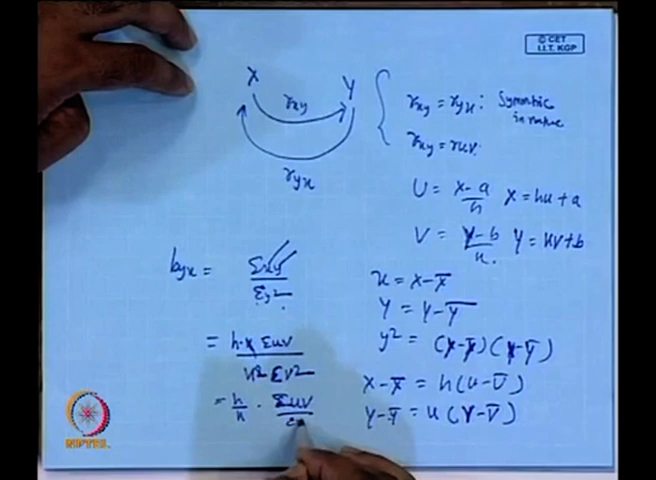 © CET
I.I.T. KGP
X
Y
rxy
ryx
rxy = ryx : Symmetric
in nature
rxy = ruv
U = x-a / h X = hu+a
V = y-b / k Y = kv+b
byx = Σxy / Σy²
= h·k Σuv / k² Σv²
= h/k · Σuv / Σ
x = X-X̄
y = Y-Ȳ
y² = (X-X̄)(Y-Ȳ)
X-X̄ = h(u-Ū)
Y-Ȳ = k(V-V̄)
NPTEL